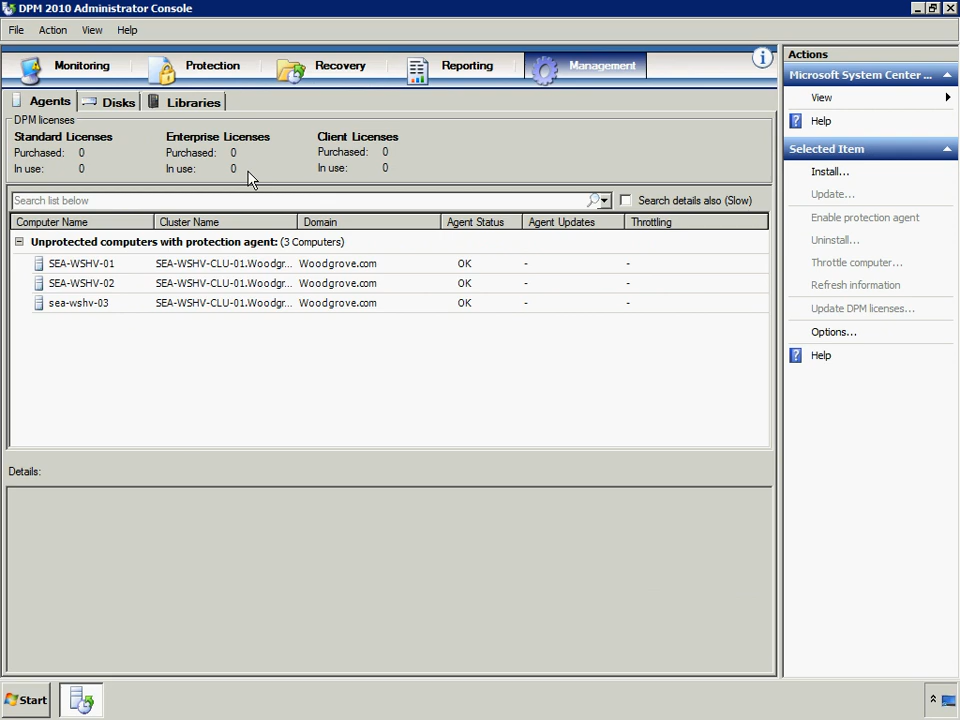 DPM 2010 Administrator Console
File Action View Help
Monitoring Protection Recovery Reporting Management
Agents Disks Libraries
DPM licenses
Standard Licenses Enterprise Licenses Client Licenses
Purchased: 0 Purchased: 0 Purchased: 0
In use: 0 In use: 0 In use: 0
Search list below Search details also (Slow)
Computer Name Cluster Name Domain Agent Status Agent Updates Throttling
Unprotected computers with protection agent: (3 Computers)
SEA-WSHV-01 SEA-WSHV-CLU-01.Woodgr... Woodgrove.com OK - -
SEA-WSHV-02 SEA-WSHV-CLU-01.Woodgr... Woodgrove.com OK - -
sea-wshv-03 SEA-WSHV-CLU-01.Woodgr... Woodgrove.com OK - -
Details:
Actions
Microsoft System Center ...
View
Help
Selected Item
Install...
Update...
Enable protection agent
Uninstall...
Throttle computer...
Refresh information
Update DPM licenses...
Options...
Help
Start